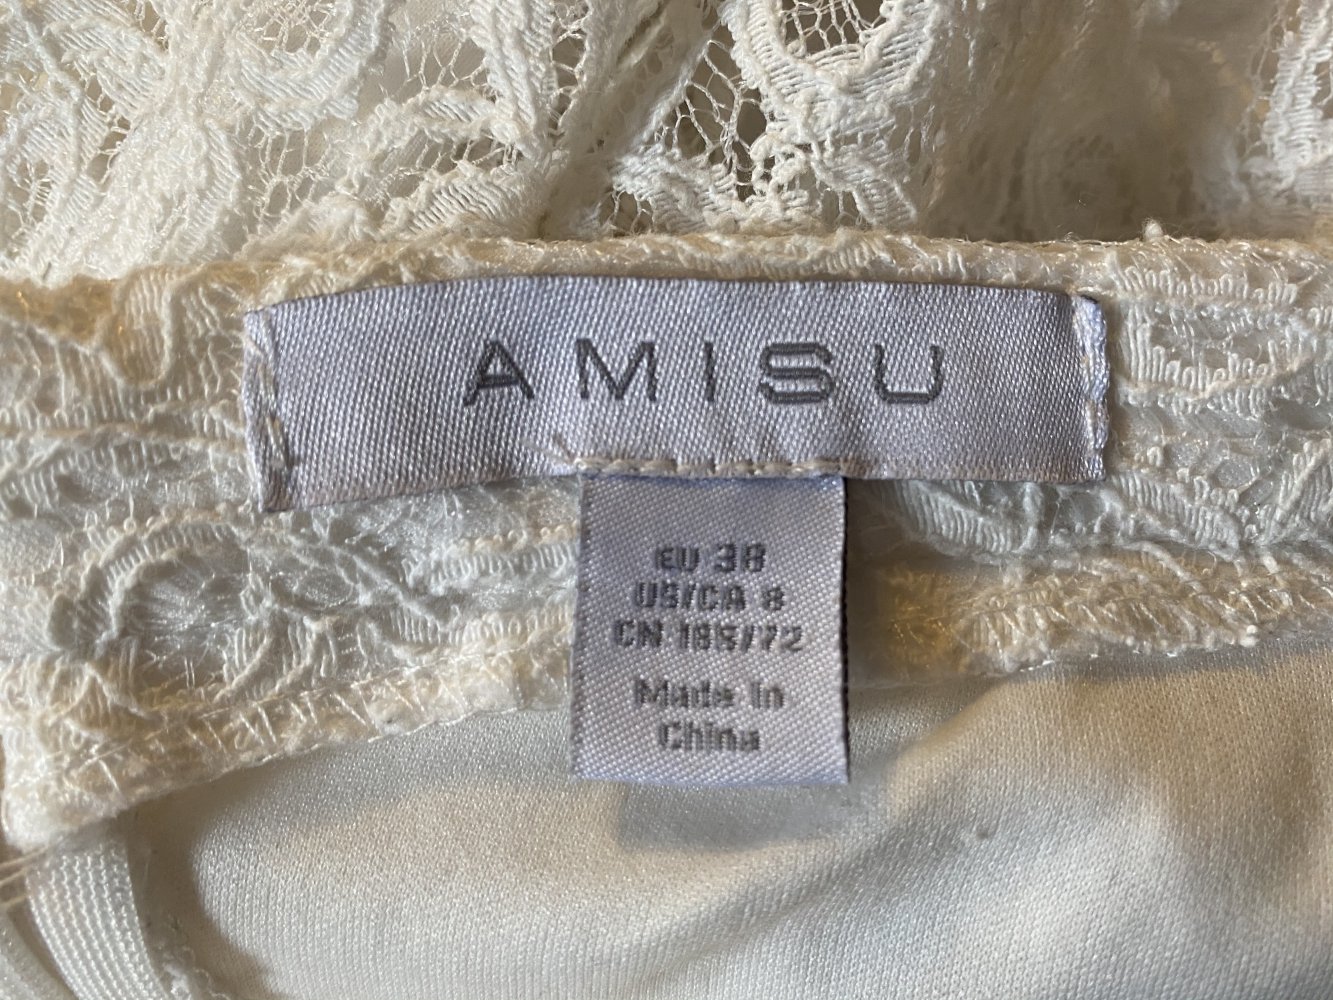 AMISU
EU 38
US/CA 8
CN 165/72
Made in
China